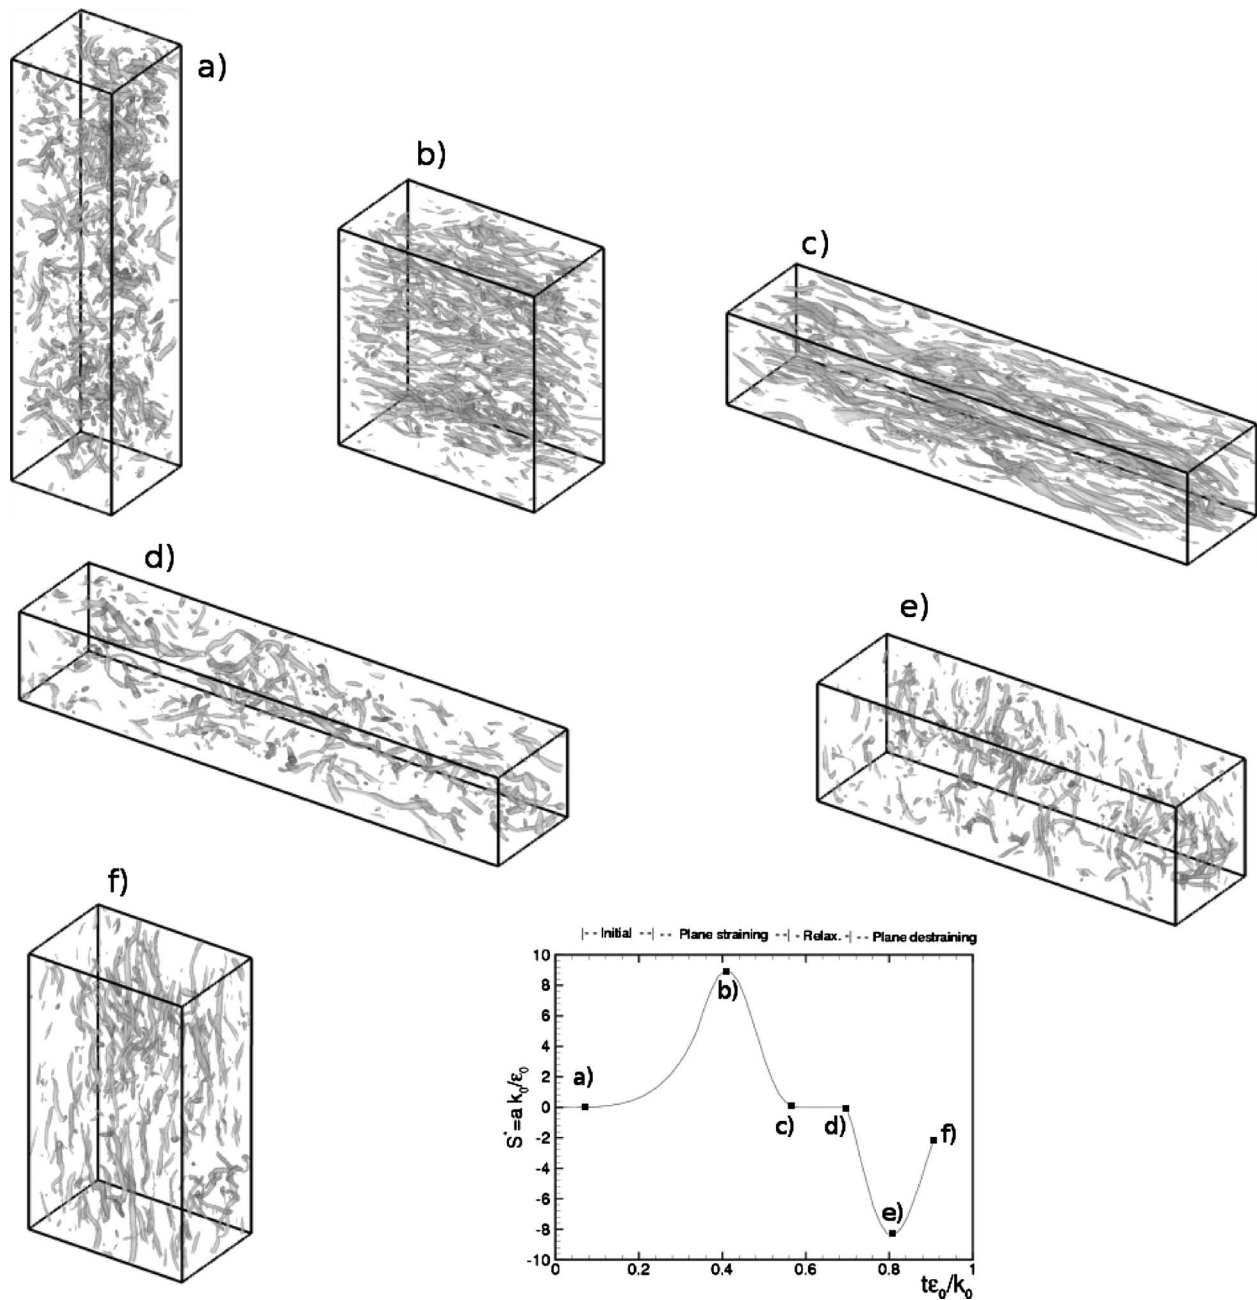 a)
b)
c)
d)
e)
f)
|--Initial --|-- Plane straining --|- Relax. --|-- Plane destraining
10
8
6
4
2
0
-2
-4
-6
-8
-10
S*=a k0/ε0
a)
b)
c)
d)
e)
f)
0 0.2 0.4 0.6 0.8 1
tε0/k0